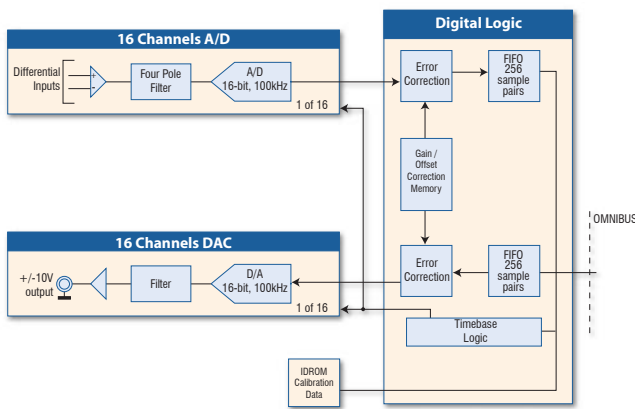 16 Channels A/D
Differential
Inputs
+
-
Four Pole
Filter
A/D
16-bit, 100kHz
1 of 16
Digital Logic
Error
Correction
FIFO
256
sample
pairs
Gain /
Offset
Correction
Memory
16 Channels DAC
+/-10V
output
Filter
D/A
16-bit, 100kHz
1 of 16
Error
Correction
FIFO
256
sample
pairs
OMNIBUS
Timebase
Logic
IDROM
Calibration
Data